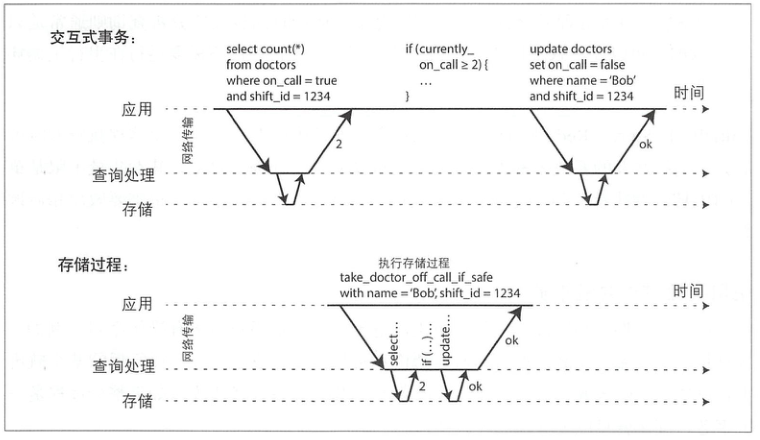 交互式事务：
select count(*)
from doctors
where on_call = true
and shift_id = 1234
if (currently_
on_call ≥ 2) {
…
}
update doctors
set on_call = false
where name = ‘Bob’
and shift_id = 1234
时间
应用
网络传输
2
ok
查询处理
存储
存储过程：
执行存储过程
take_doctor_off_call_if_safe
with name = ‘Bob’, shift_id = 1234
时间
应用
网络传输
select…
if (…)…
update…
ok
查询处理
2
ok
存储